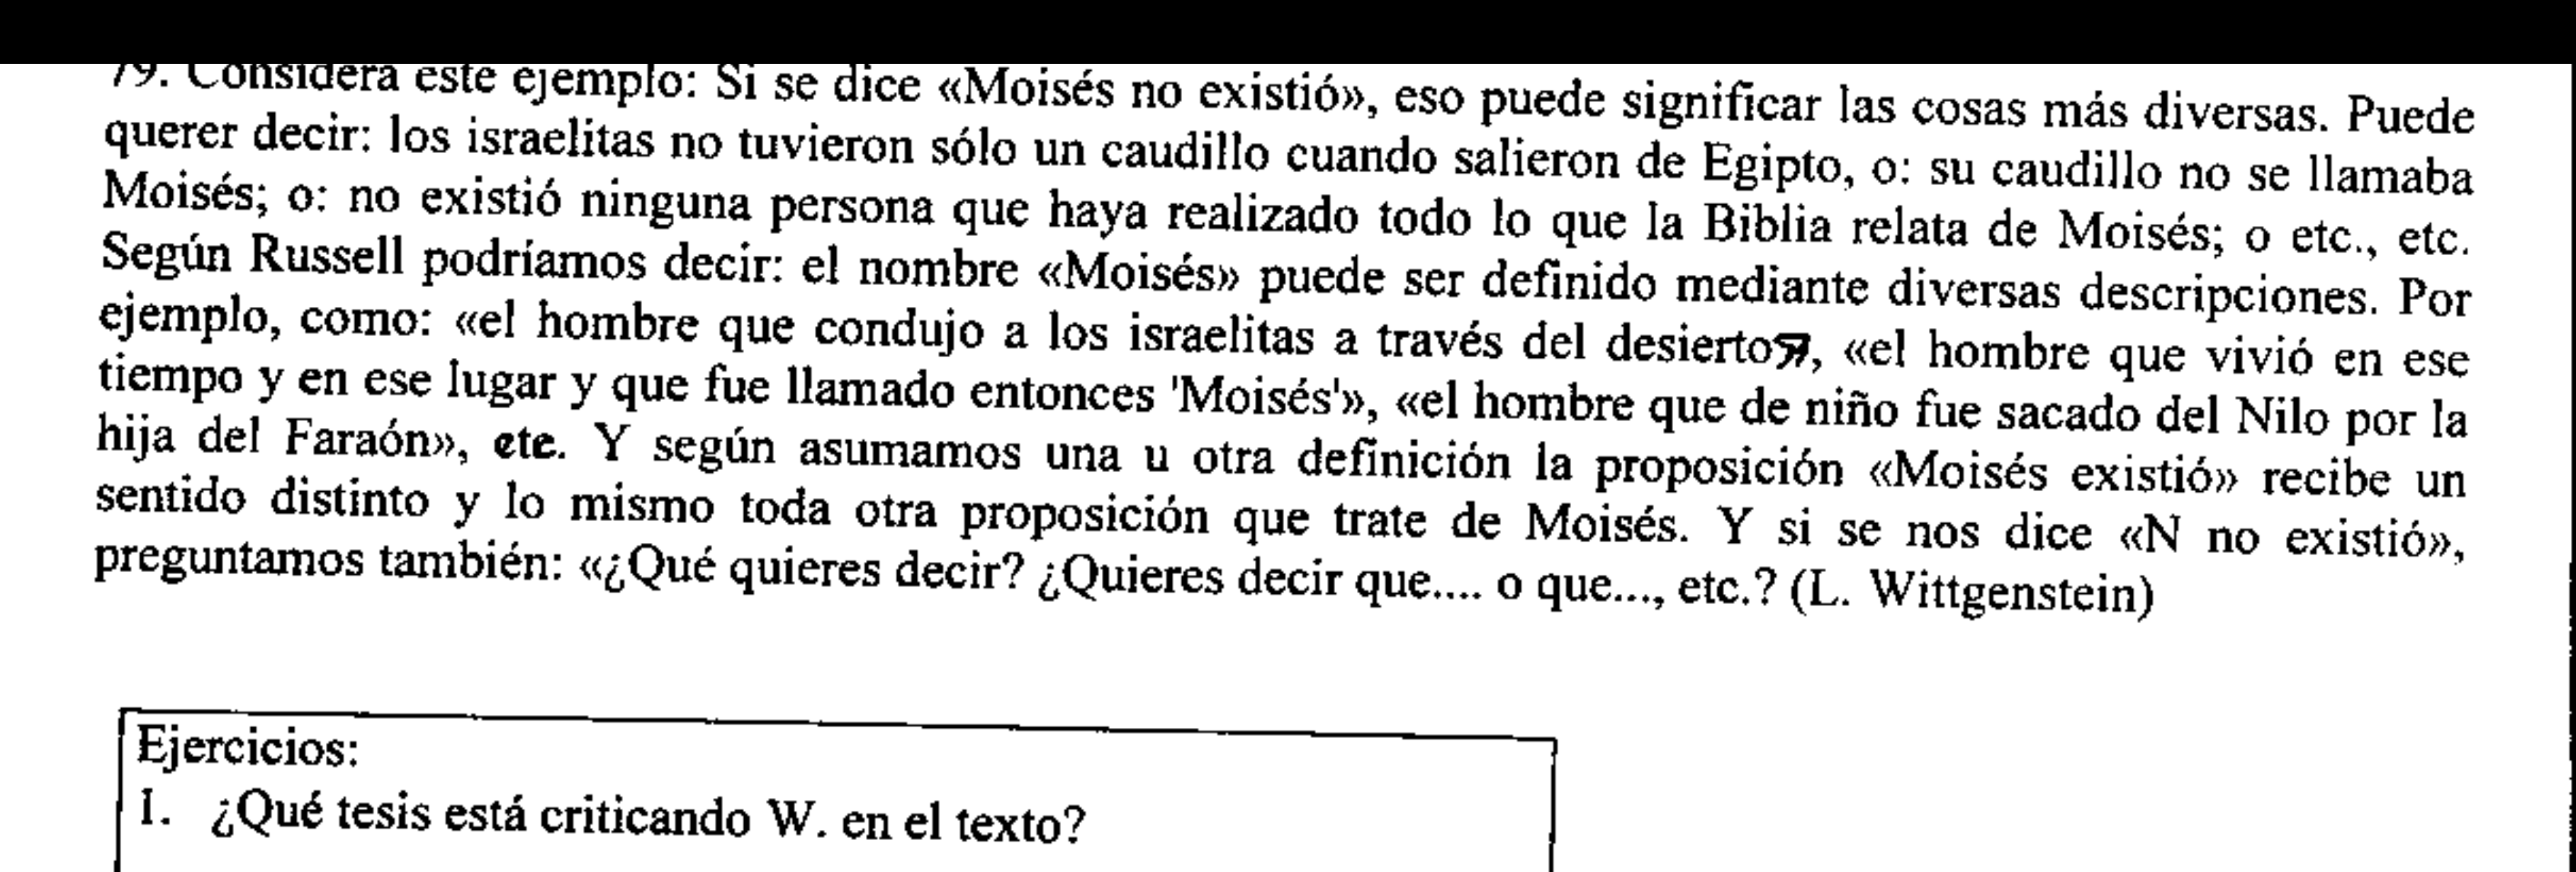 79. Considera este ejemplo: Si se dice «Moisés no existió», eso puede significar las cosas más diversas. Puede
querer decir: los israelitas no tuvieron sólo un caudillo cuando salieron de Egipto, o: su caudillo no se llamaba
Moisés; o: no existió ninguna persona que haya realizado todo lo que la Biblia relata de Moisés; o etc., etc.
Según Russell podríamos decir: el nombre «Moisés» puede ser definido mediante diversas descripciones. Por
ejemplo, como: «el hombre que condujo a los israelitas a través del desierto», «el hombre que vivió en ese
tiempo y en ese lugar y que fue llamado entonces 'Moisés'», «el hombre que de niño fue sacado del Nilo por la
hija del Faraón», etc. Y según asumamos una u otra definición la proposición «Moisés existió» recibe un
sentido distinto y lo mismo toda otra proposición que trate de Moisés. Y si se nos dice «N no existió»,
preguntamos también: «¿Qué quieres decir? ¿Quieres decir que.... o que..., etc.? (L. Wittgenstein)
Ejercicios:
1. ¿Qué tesis está criticando W. en el texto?